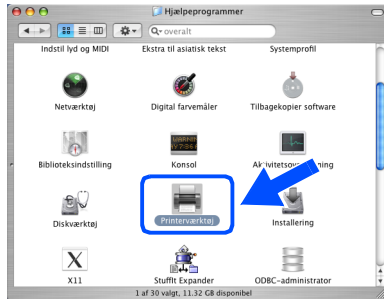 Hjælpeprogrammer
overalt
Indstil lyd og MIDI
Ekstra til asiatisk tekst
Systemprofil
Netværktøj
Digital farvemåler
Tilbagekopier software
Biblioteksindstilling
Konsol
Diskværktøj
Printerværktøj
Installering
X11
StuffIt Expander
ODBC-administrator
1 af 30 valgt, 11.32 GB disponibel